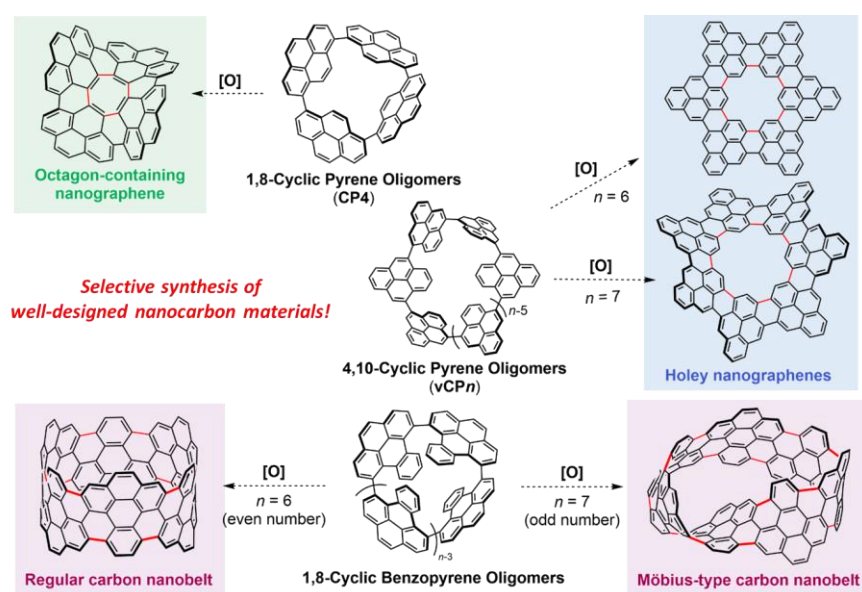 [O]
Octagon-containing
nanographene
1,8-Cyclic Pyrene Oligomers
(CP4)
[O]
n = 6
[O]
n = 7
Selective synthesis of
well-designed nanocarbon materials!
n-5
4,10-Cyclic Pyrene Oligomers
(vCPn)
Holey nanographenes
[O]
n = 6
(even number)
[O]
n = 7
(odd number)
n-3
Regular carbon nanobelt
1,8-Cyclic Benzopyrene Oligomers
Möbius-type carbon nanobelt